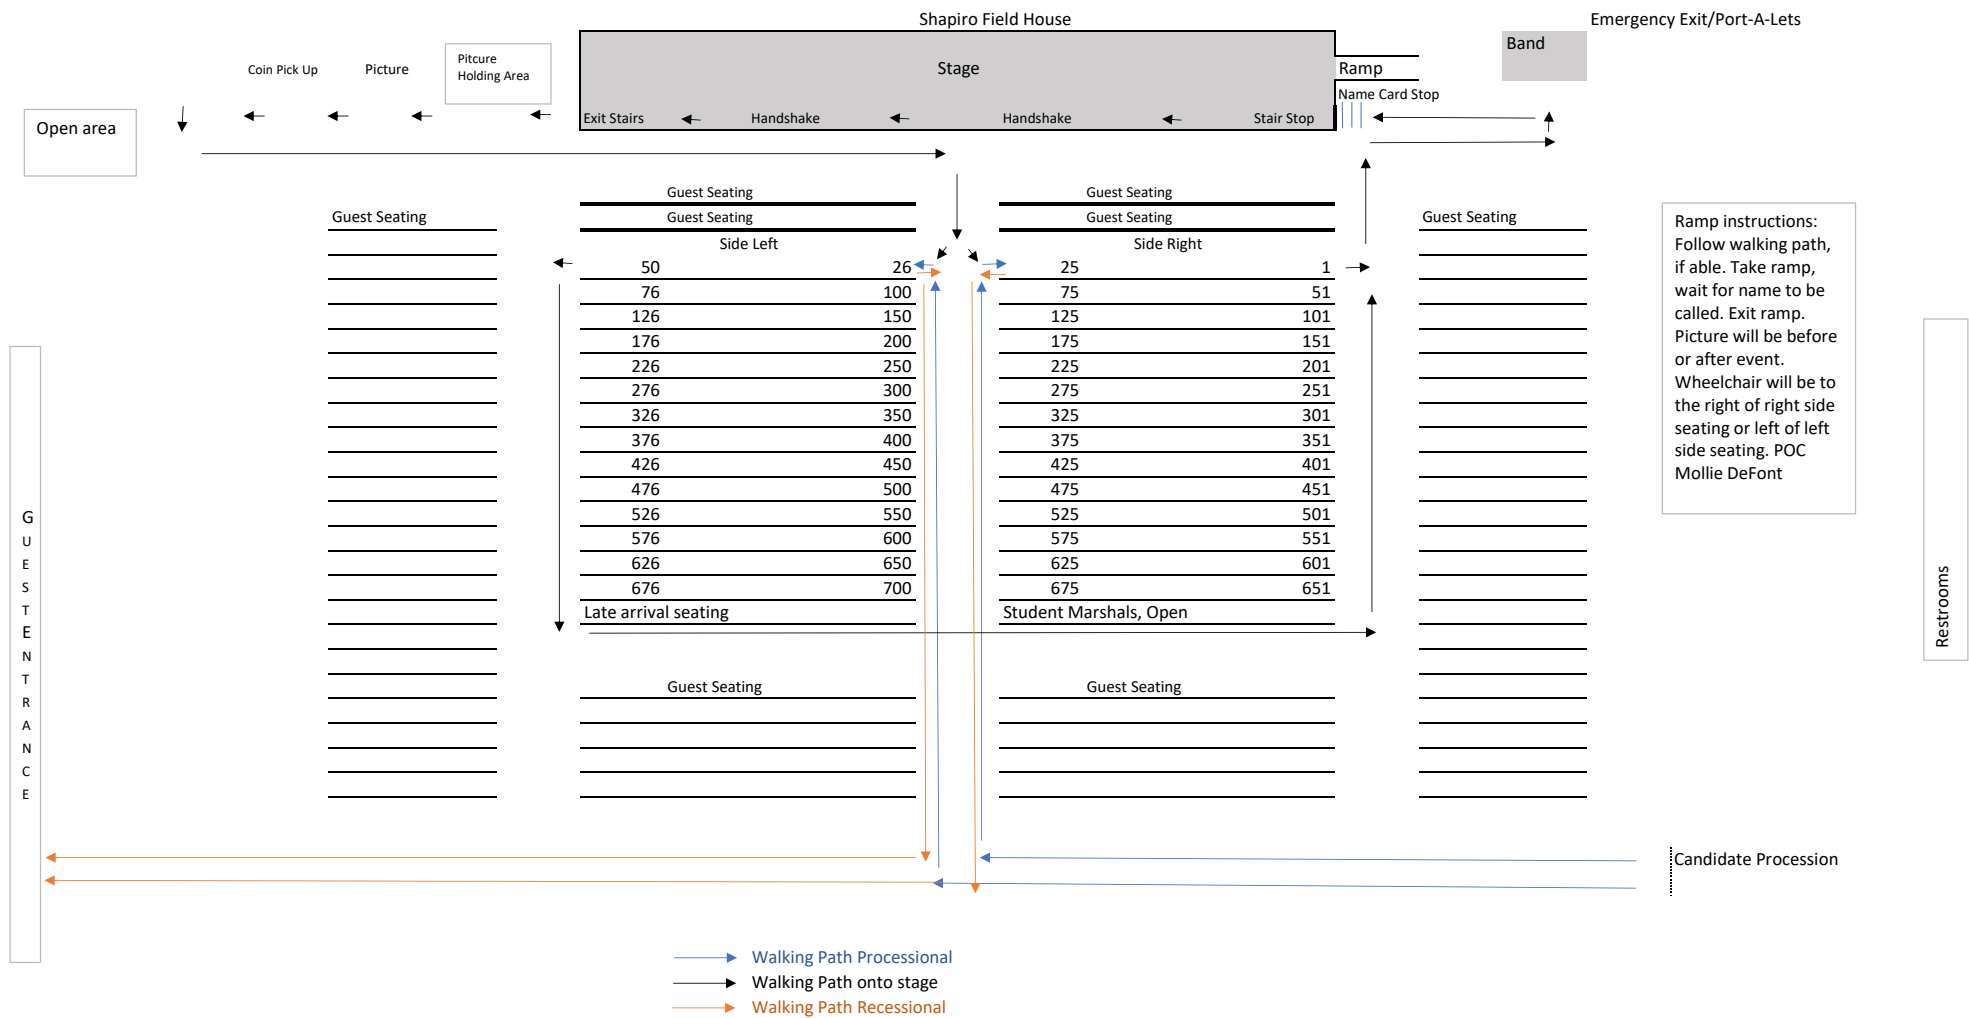 Shapiro Field House
Emergency Exit/Port-A-Lets
Band
Pitcure
Holding Area
Coin Pick Up
Picture
Stage
Ramp
Name Card Stop
Open area
Exit Stairs
Handshake
Handshake
Stair Stop
Guest Seating
Guest Seating
Guest Seating
Guest Seating
Guest Seating
Guest Seating
Side Left
Side Right
50 26 25 1
76 100 75 51
126 150 125 101
176 200 175 151
226 250 225 201
276 300 275 251
326 350 325 301
376 400 375 351
426 450 425 401
476 500 475 451
526 550 525 501
576 600 575 551
626 650 625 601
676 700 675 651
Late arrival seating
Student Marshals, Open
Guest Seating
Guest Seating
Ramp instructions:
Follow walking path,
if able. Take ramp,
wait for name to be
called. Exit ramp.
Picture will be before
or after event.
Wheelchair will be to
the right of right side
seating or left of left
side seating. POC
Mollie DeFont
GUESTENTRANCE
Restrooms
Candidate Procession
Walking Path Processional
Walking Path onto stage
Walking Path Recessional